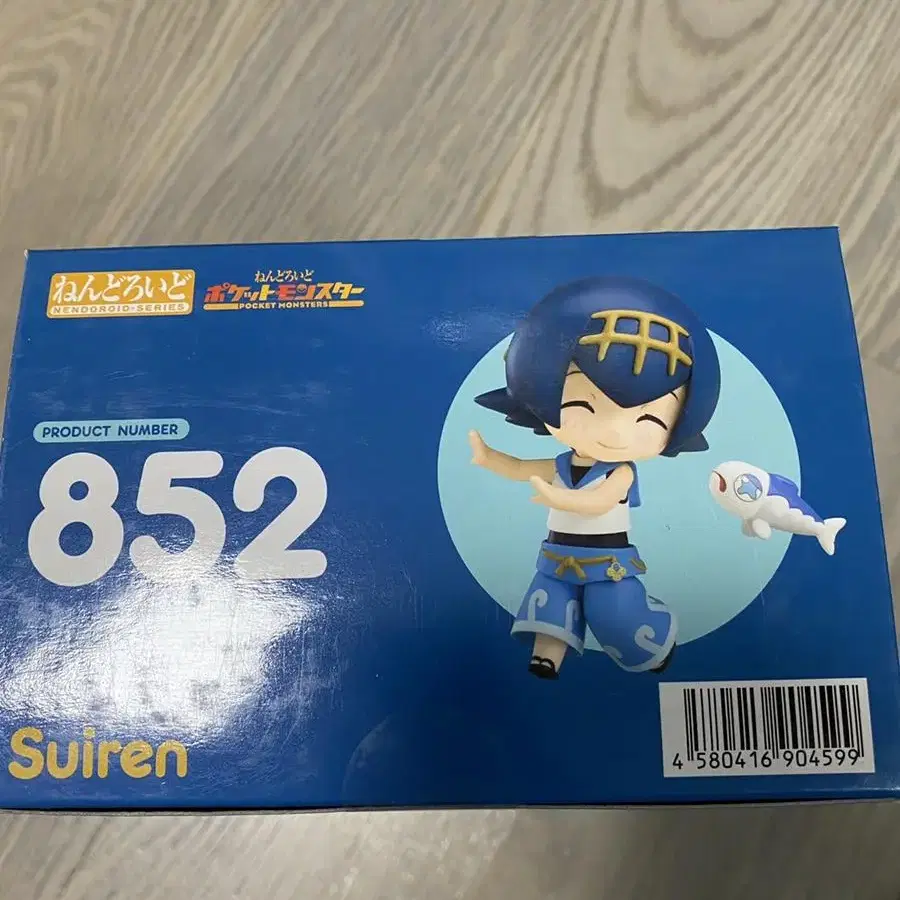 ねんどろいど
NENDOROID-SERIES
ねんどろいど
ポケットモンスター
POCKET MONSTERS
PRODUCT NUMBER
852
Suiren
4 580416 904599